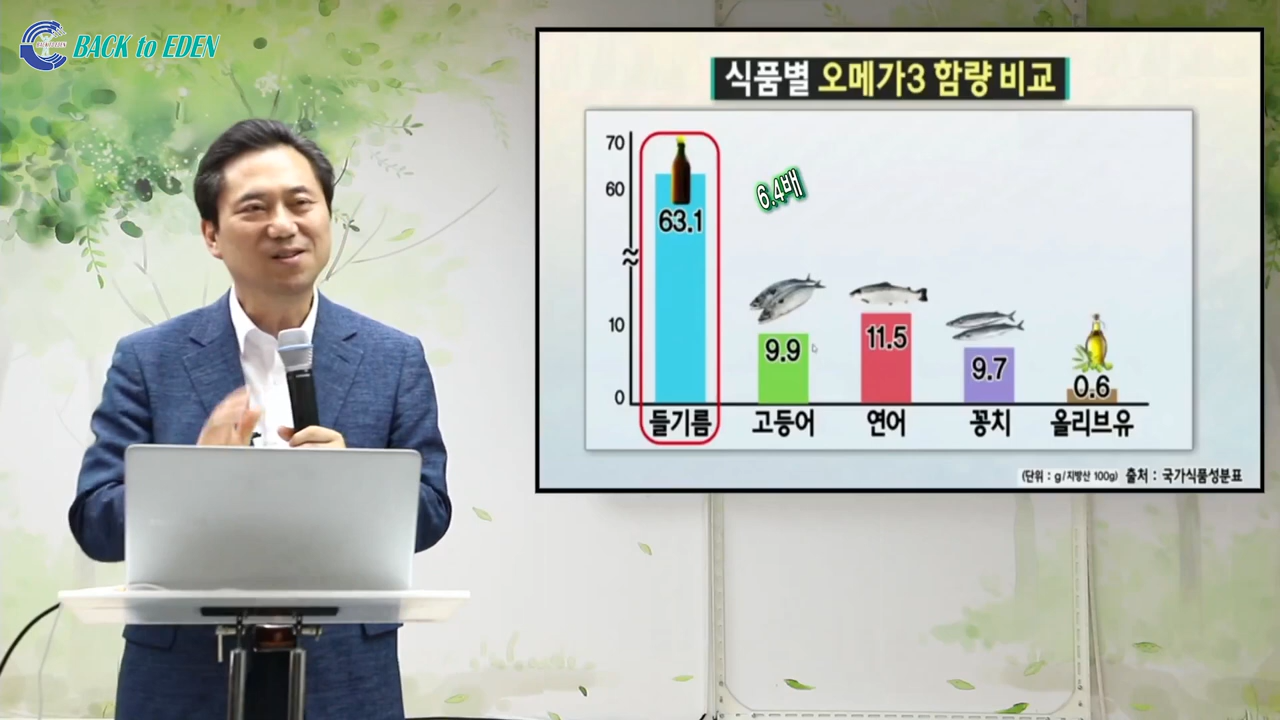 BACK to EDEN
식품별 오메가3 함량 비교
70
60
10
0
6.4배
63.1
9.9
11.5
9.7
0.6
들기름
고등어
연어
꽁치
올리브유
(단위 : g/지방산 100g) 출처 : 국가식품성분표